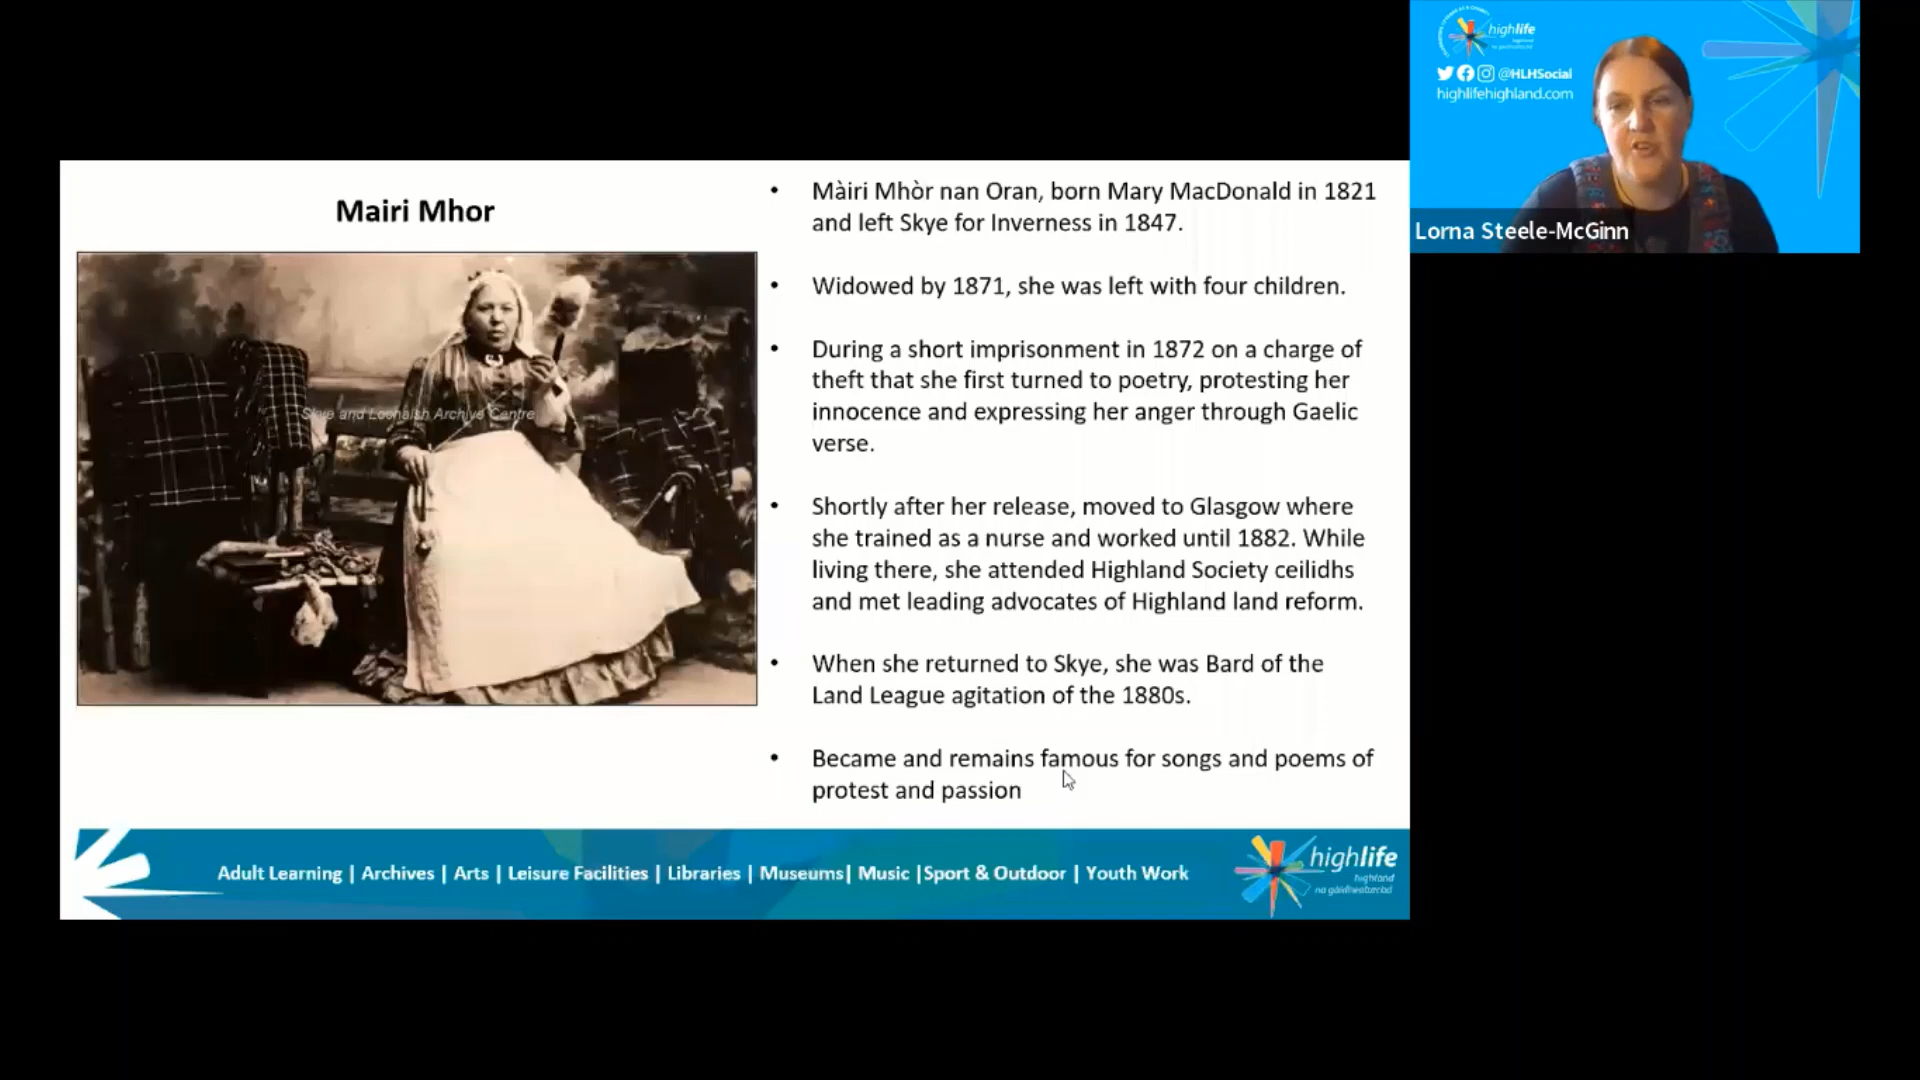 Mairi Mhor
Skye and Lochalsh Archive Centre
• Màiri Mhòr nan Oran, born Mary MacDonald in 1821
and left Skye for Inverness in 1847.
• Widowed by 1871, she was left with four children.
• During a short imprisonment in 1872 on a charge of
theft that she first turned to poetry, protesting her
innocence and expressing her anger through Gaelic
verse.
• Shortly after her release, moved to Glasgow where
she trained as a nurse and worked until 1882. While
living there, she attended Highland Society ceilidhs
and met leading advocates of Highland land reform.
• When she returned to Skye, she was Bard of the
Land League agitation of the 1880s.
• Became and remains famous for songs and poems of
protest and passion
Adult Learning | Archives | Arts | Leisure Facilities | Libraries | Museums| Music |Sport & Outdoor | Youth Work
highlife
highland
na gàidhealtachd
highlife
highland
na gàidhealtachd
@HLHSocial
highlifehighland.com
Lorna Steele-McGinn